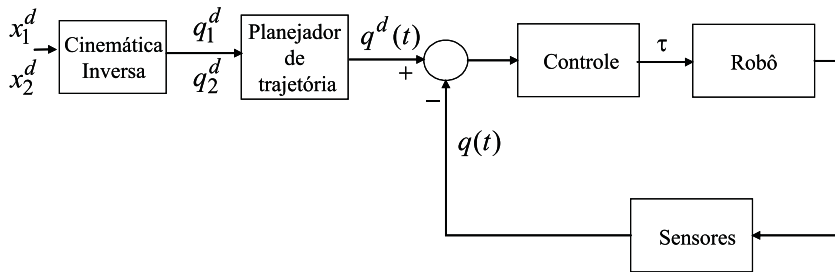 x₁ᵈ
x₂ᵈ
Cinemática
Inversa
q₁ᵈ
q₂ᵈ
Planejador
de
trajetória
qᵈ(t)
+
−
Controle
τ
Robô
q(t)
Sensores